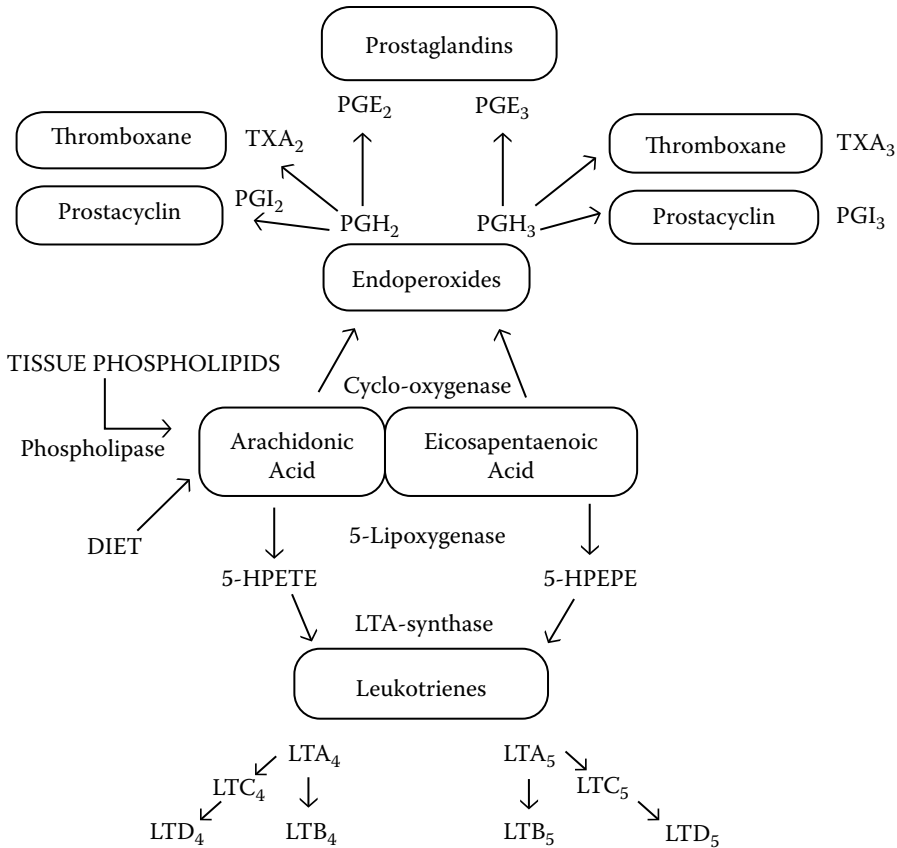 Prostaglandins
PGE₂
PGE₃
Thromboxane
TXA₂
Thromboxane
TXA₃
Prostacyclin
PGI₂
Prostacyclin
PGI₃
PGH₂
PGH₃
Endoperoxides
TISSUE PHOSPHOLIPIDS
Cyclo-oxygenase
Phospholipase
Arachidonic
Acid
Eicosapentaenoic
Acid
DIET
5-Lipoxygenase
5-HPETE
5-HPEPE
LTA-synthase
Leukotrienes
LTA₄
LTA₅
LTC₄
LTC₅
LTD₄
LTB₄
LTB₅
LTD₅